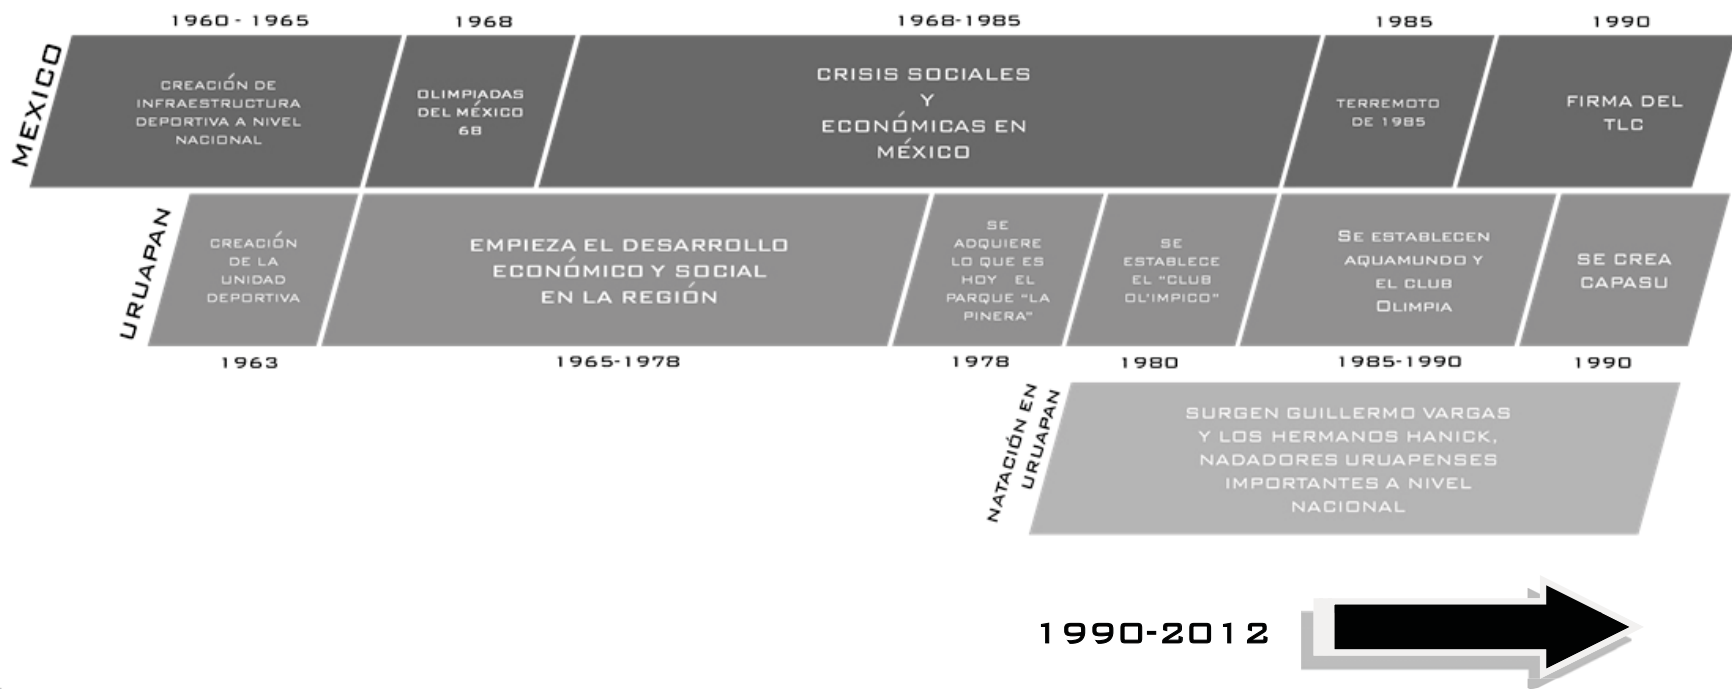 1960 - 1965
1968
1968-1985
1985
1990
MEXICO
CREACIÓN DE
INFRAESTRUCTURA
DEPORTIVA A NIVEL
NACIONAL
OLIMPIADAS
DEL MÉXICO
68
CRISIS SOCIALES
Y
ECONÓMICAS EN
MÉXICO
TERREMOTO
DE 1985
FIRMA DEL
TLC
URUAPAN
CREACIÓN
DE LA
UNIDAD
DEPORTIVA
EMPIEZA EL DESARROLLO
ECONÓMICO Y SOCIAL
EN LA REGIÓN
SE
ADQUIERE
LO QUE ES
HOY EL
PARQUE "LA
PINERA"
SE
ESTABLECE
EL "CLUB
OL'IMPICO"
SE ESTABLECEN
AQUAMUNDO Y
EL CLUB
OLIMPIA
SE CREA
CAPASU
1963
1965-1978
1978
1980
1985-1990
1990
NATACIÓN EN
URUAPAN
SURGEN GUILLERMO VARGAS
Y LOS HERMANOS HANICK,
NADADORES URUAPENSES
IMPORTANTES A NIVEL
NACIONAL
1990-2012